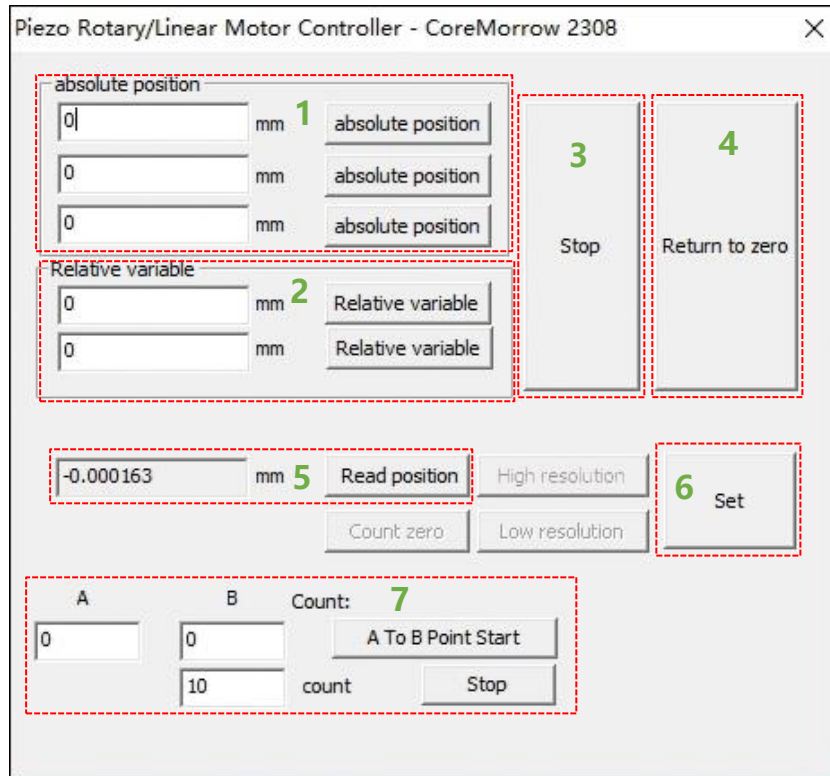 Piezo Rotary/Linear Motor Controller - CoreMorrow 2308
absolute position
0 mm 1 absolute position
0 mm absolute position
0 mm absolute position
3
Stop
4
Return to zero
Relative variable
0 mm 2 Relative variable
0 mm Relative variable
-0.000163 mm 5 Read position High resolution
Count zero Low resolution
6 Set
A B Count: 7
0 0 A To B Point Start
10 count Stop